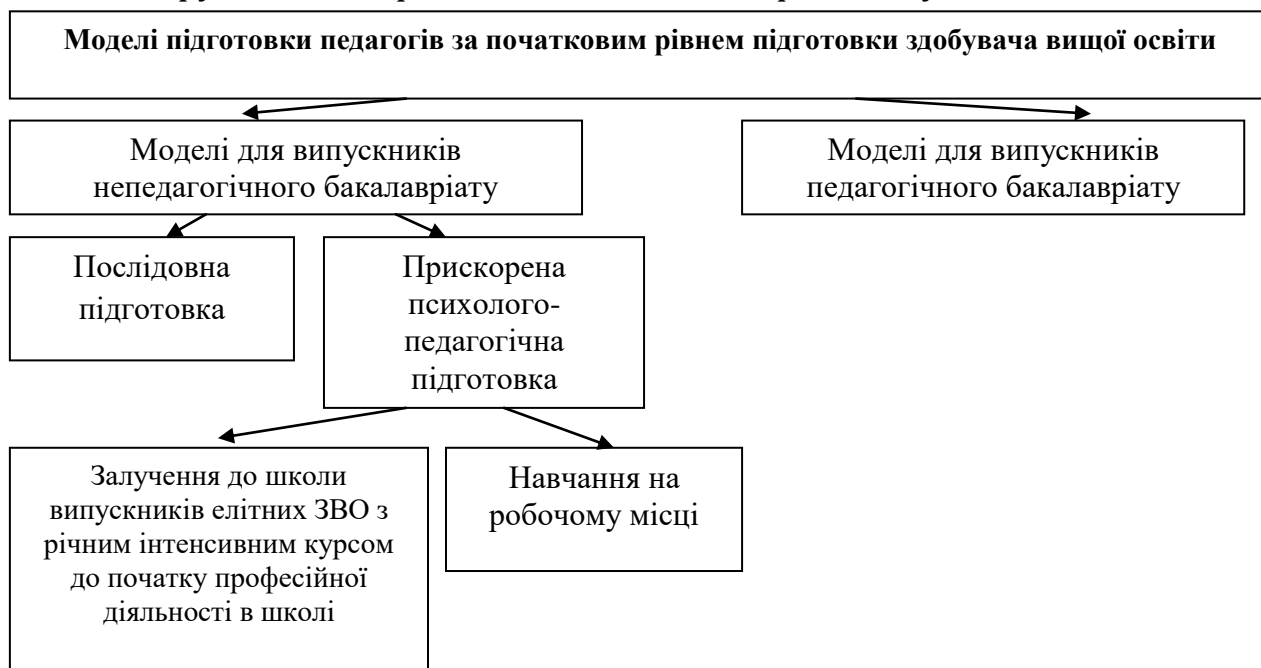 Моделі підготовки педагогів за початковим рівнем підготовки здобувача вищої освіти
Моделі для випускників
непедагогічного бакалавріату
Моделі для випускників
педагогічного бакалавріату
Послідовна
підготовка
Прискорена
психолого-
педагогічна
підготовка
Залучення до школи
випускників елітних ЗВО з
річним інтенсивним курсом
до початку професійної
діяльності в школі
Навчання на
робочому місці